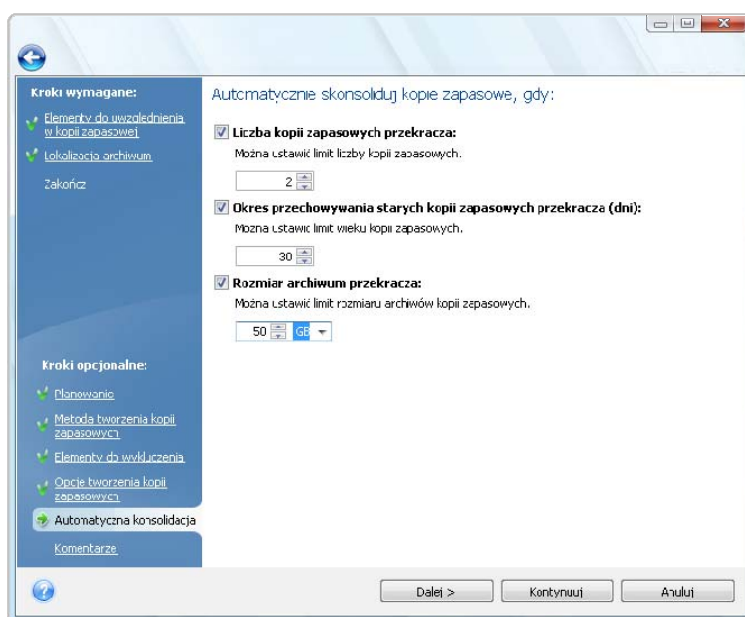 Kroki wymagane:
Elementy do uwzględnienia
w kopii zapasowej
Lokalizacja archiwum
Zakończ
Kroki opcjonalne:
Planowanie
Metoda tworzenia kopii
zapasowych
Elementy do wykluczenia
Opcje tworzenia kopii
zapasowych
Automatyczna konsolidacja
Komentarze
Automatycznie skonsoliduj kopie zapasowe, gdy:
Liczba kopii zapasowych przekracza:
Można ustawić limit liczby kopii zapasowych.
2
Okres przechowywania starych kopii zapasowych przekracza (dni):
Można ustawić limit wieku kopii zapasowych.
30
Rozmiar archiwum przekracza:
Można ustawić limit rozmiaru archiwów kopii zapasowych.
50 GB
Dalej > Kontynuuj Anuluj